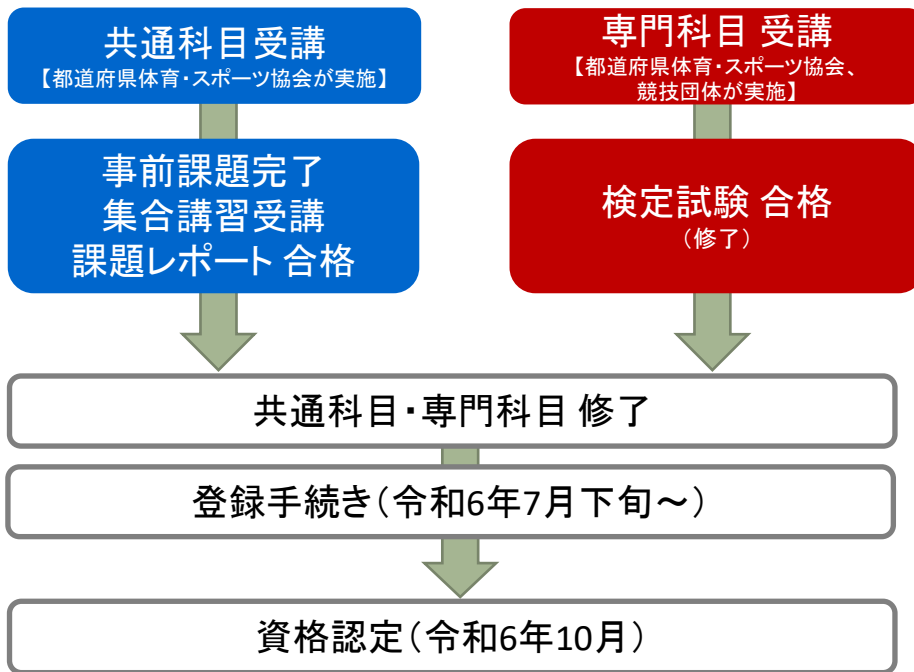 共通科目受講
【都道府県体育・スポーツ協会が実施】
専門科目 受講
【都道府県体育・スポーツ協会、
競技団体が実施】
事前課題完了
集合講習受講
課題レポート 合格
検定試験 合格
（修了）
共通科目・専門科目 修了
登録手続き（令和6年7月下旬～）
資格認定（令和6年10月）